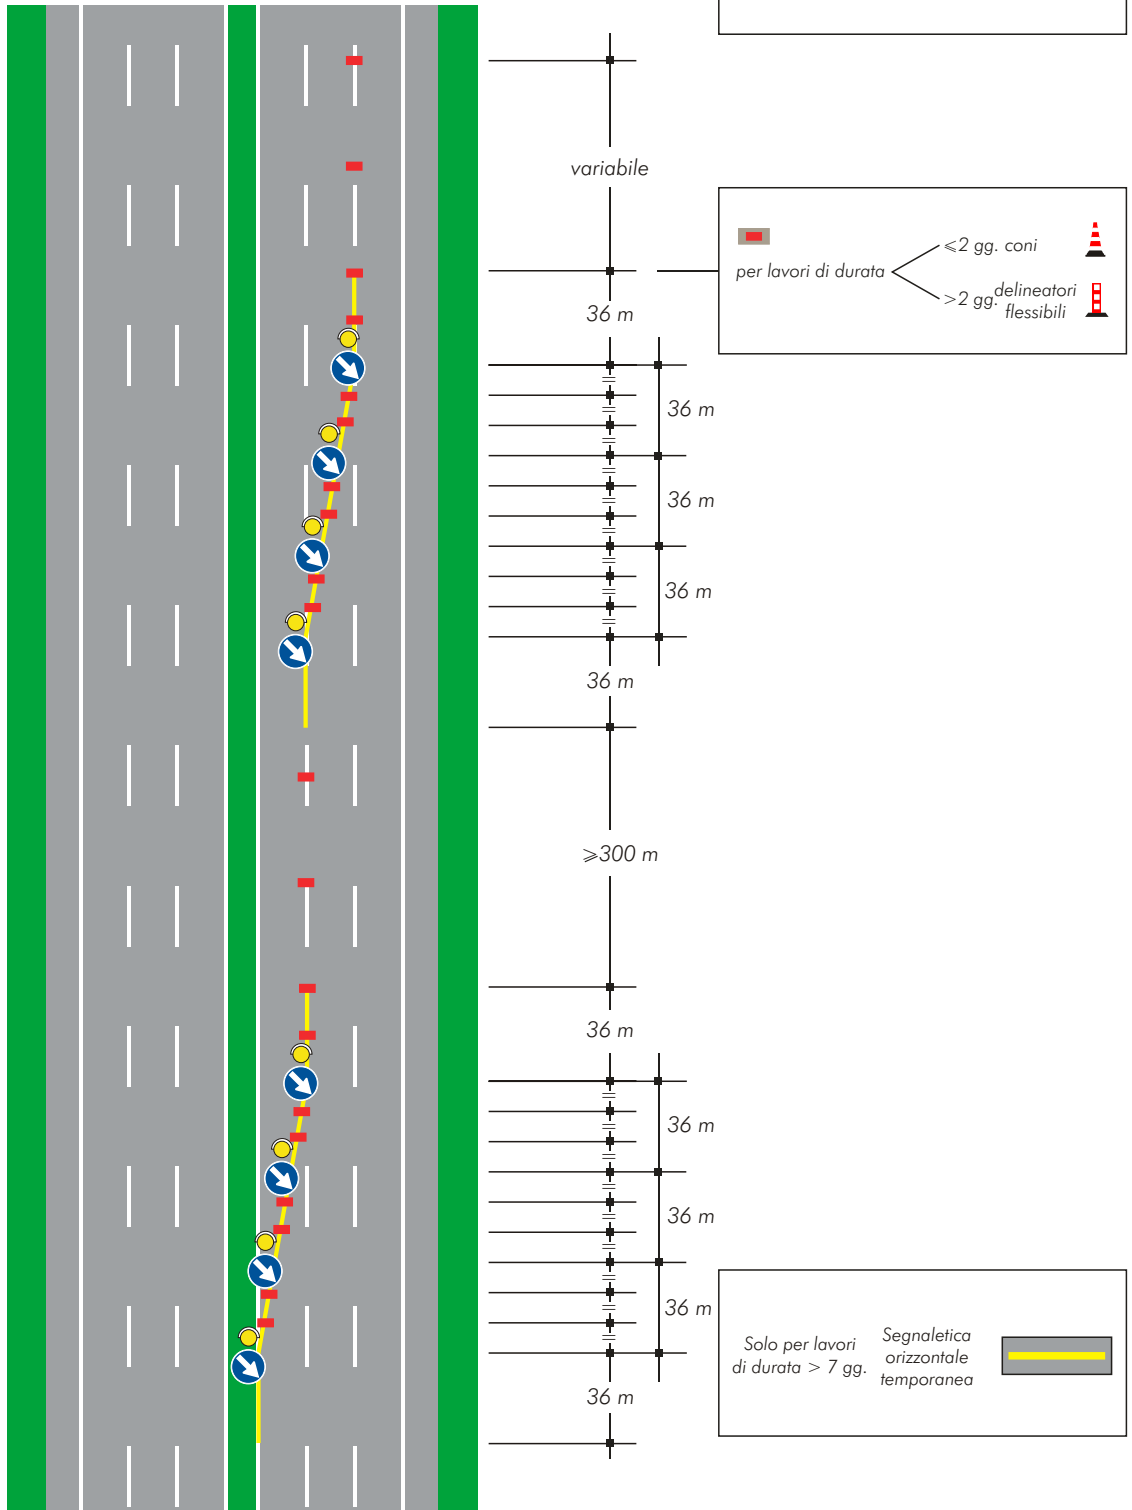 variabile
⩽2 gg. coni
per lavori di durata
>2 gg. delineatori
flessibili
36 m
36 m
36 m
36 m
36 m
⩾300 m
36 m
36 m
36 m
36 m
Solo per lavori
di durata > 7 gg.
Segnaletica
orizzontale
temporanea
36 m